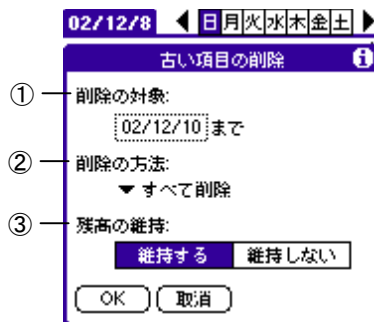 02/12/8 ◀ 日 月 火 水 木 金 土 ▶
古い項目の削除 i
① 削除の対象:
02/12/10 まで
② 削除の方法:
▼ すべて削除
③ 残高の維持:
維持する 維持しない
OK 取消